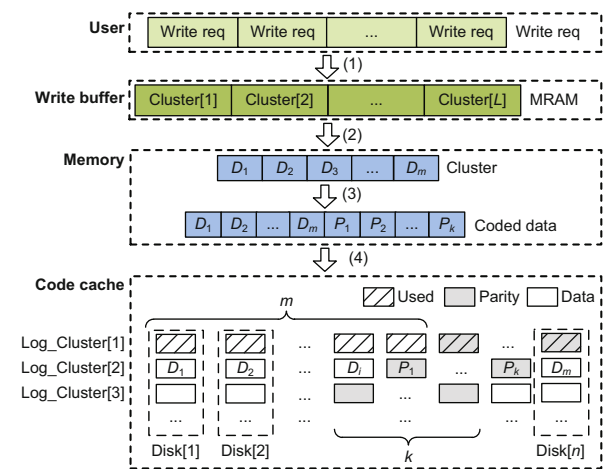 User Write req Write req ... Write req Write req
(1)
Write buffer Cluster[1] Cluster[2] ... Cluster[L] MRAM
(2)
Memory
D1 D2 D3 ... Dm Cluster
(3)
D1 D2 ... Dm P1 P2 ... Pk Coded data
(4)
Code cache
m Used Parity Data
Log_Cluster[1] ... ...
Log_Cluster[2] D1 D2 ... Di P1 ... Pk Dm
Log_Cluster[3] ... ...
... ... ... ... ...
Disk[1] Disk[2] k Disk[n]